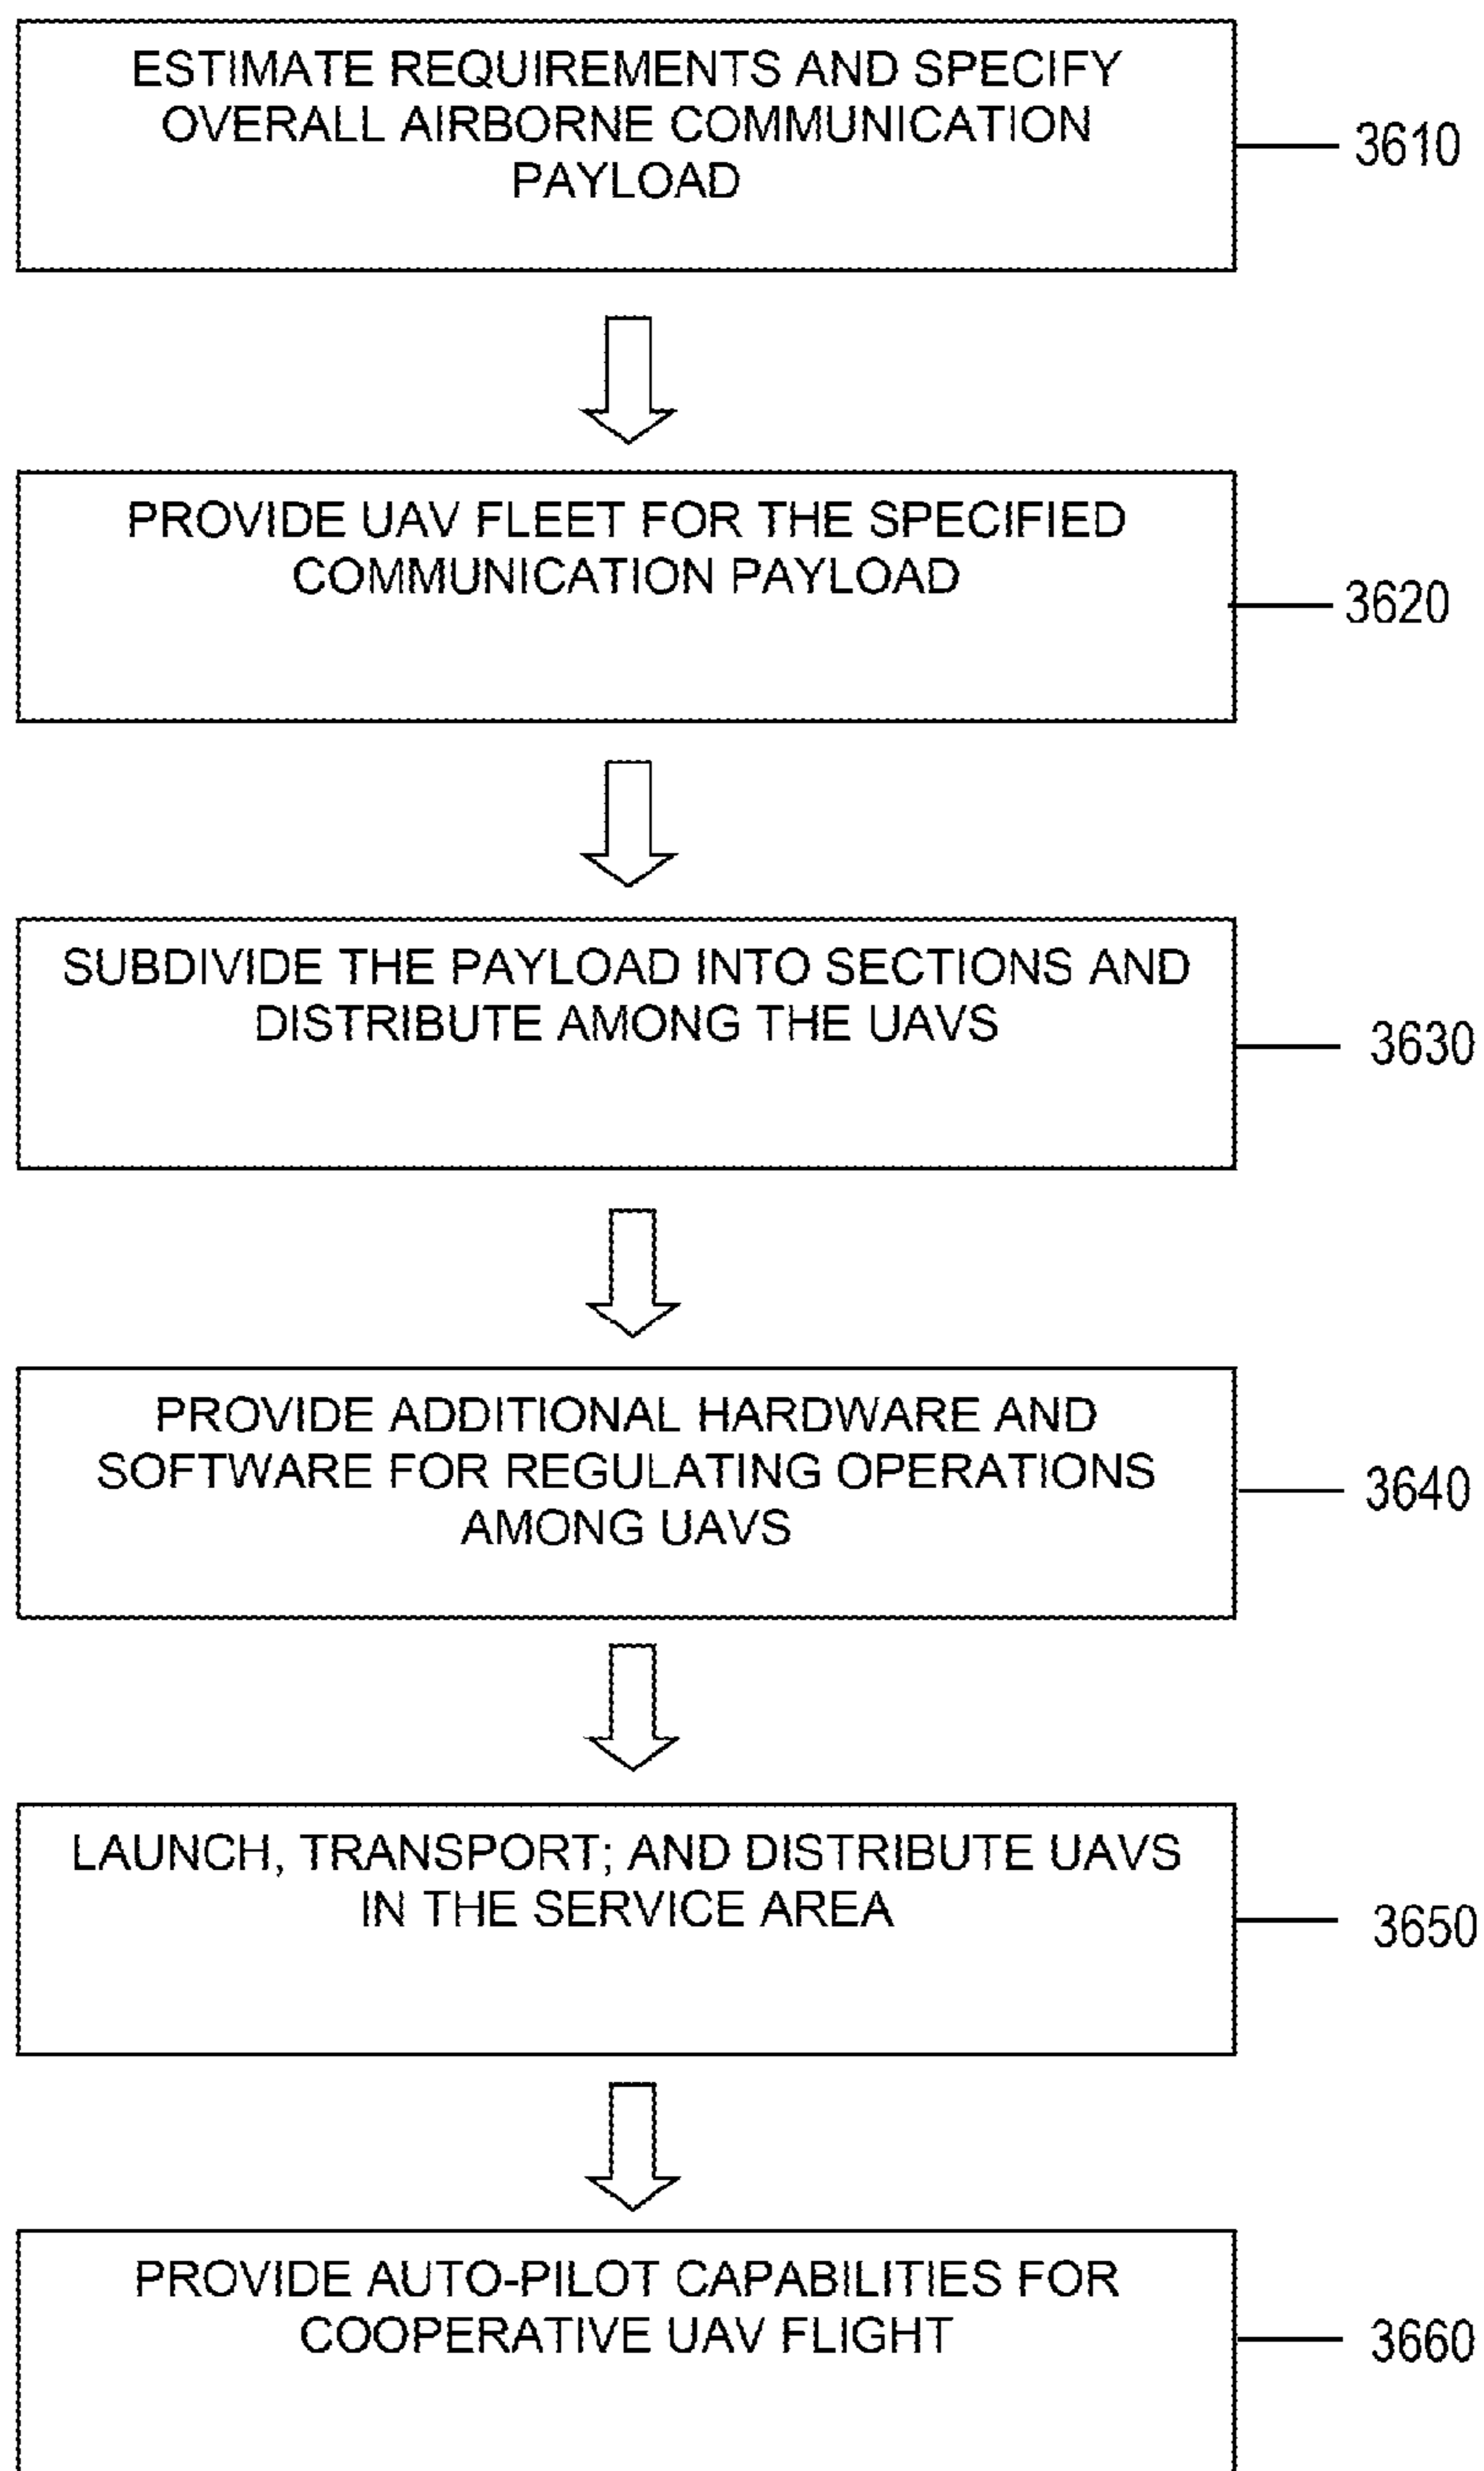 ESTIMATE REQUIREMENTS AND SPECIFY
OVERALL AIRBORNE COMMUNICATION
PAYLOAD
3610
PROVIDE UAV FLEET FOR THE SPECIFIED
COMMUNICATION PAYLOAD
3620
SUBDIVIDE THE PAYLOAD INTO SECTIONS AND
DISTRIBUTE AMONG THE UAVS
3630
PROVIDE ADDITIONAL HARDWARE AND
SOFTWARE FOR REGULATING OPERATIONS
AMONG UAVS
3640
LAUNCH, TRANSPORT; AND DISTRIBUTE UAVS
IN THE SERVICE AREA
3650
PROVIDE AUTO-PILOT CAPABILITIES FOR
COOPERATIVE UAV FLIGHT
3660